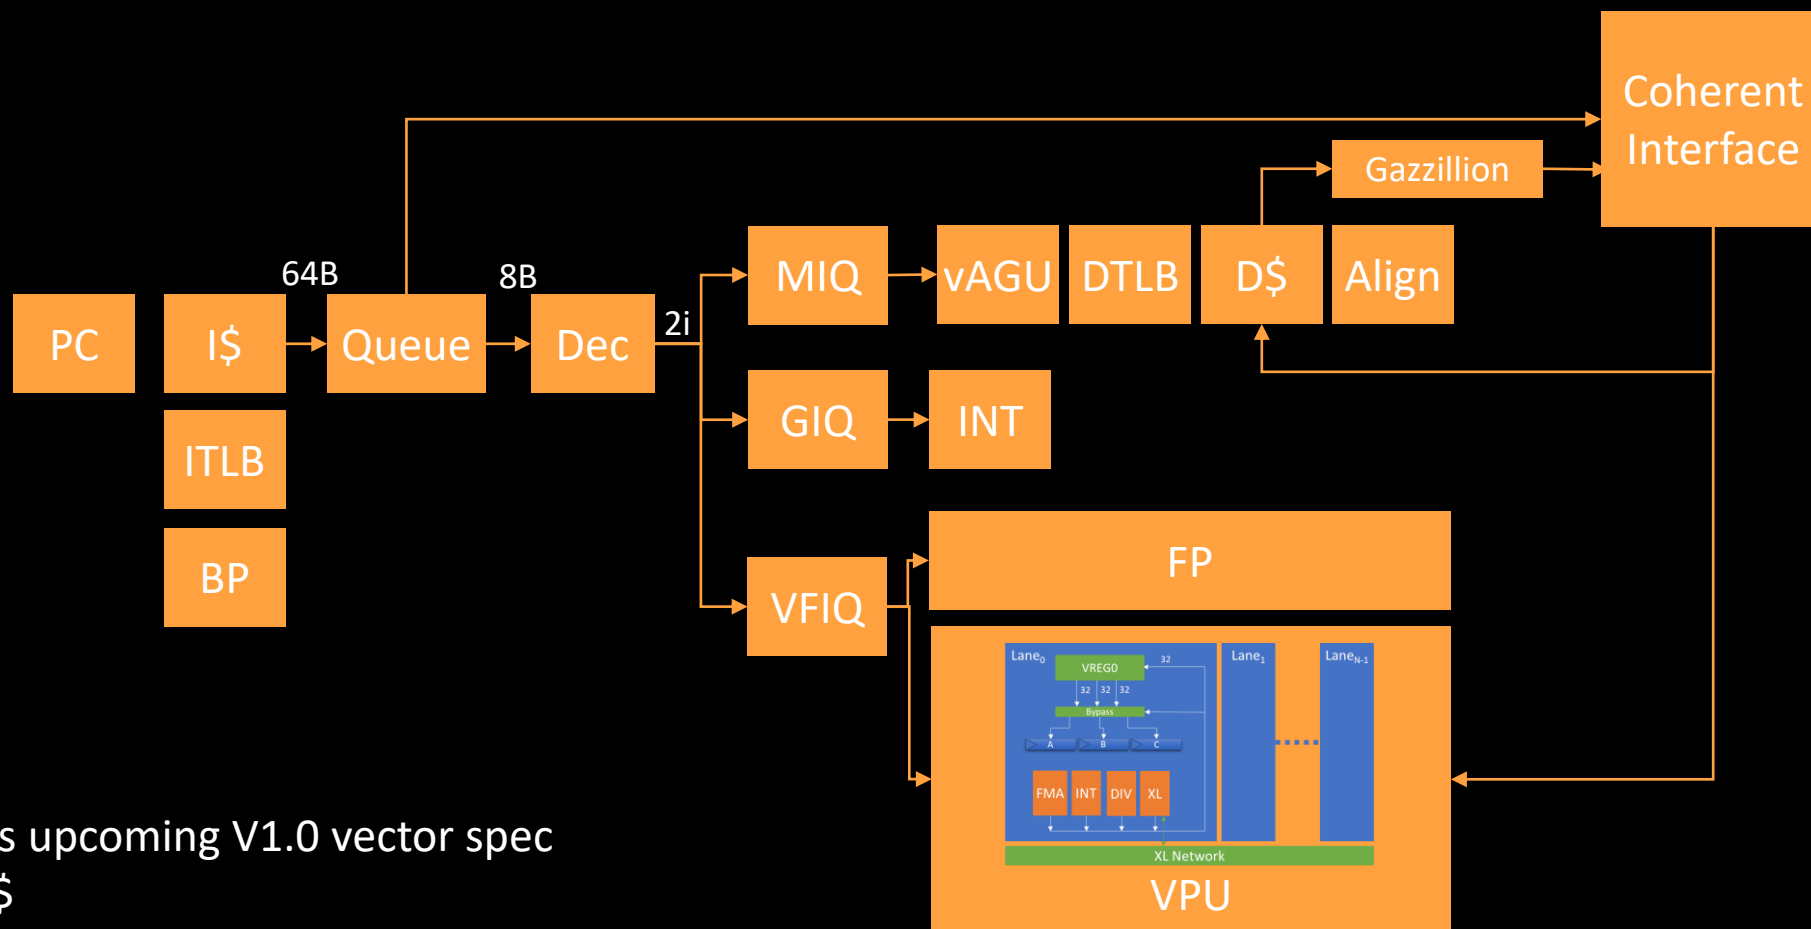 Coherent
Interface
Gazzillion
64B
8B
2i
PC
I$
Queue
Dec
MIQ
vAGU
DTLB
D$
Align
ITLB
GIQ
INT
BP
VFIQ
FP
Lane0
VREG0
32
Lane1
LaneN-1
32
32
32
Bypass
A
B
C
FMA
INT
DIV
XL
XL Network
VPU
s upcoming V1.0 vector spec
$